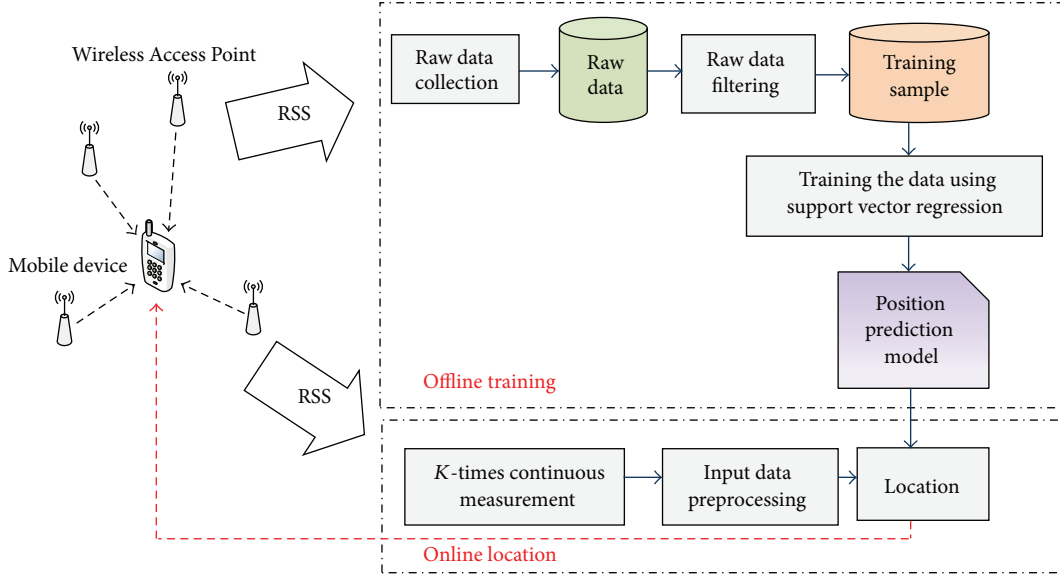 Wireless Access Point
Mobile device
RSS
RSS
Raw data
collection
Raw
data
Raw data
filtering
Training
sample
Training the data using
support vector regression
Position
prediction
model
Offline training
K-times continuous
measurement
Input data
preprocessing
Location
Online location